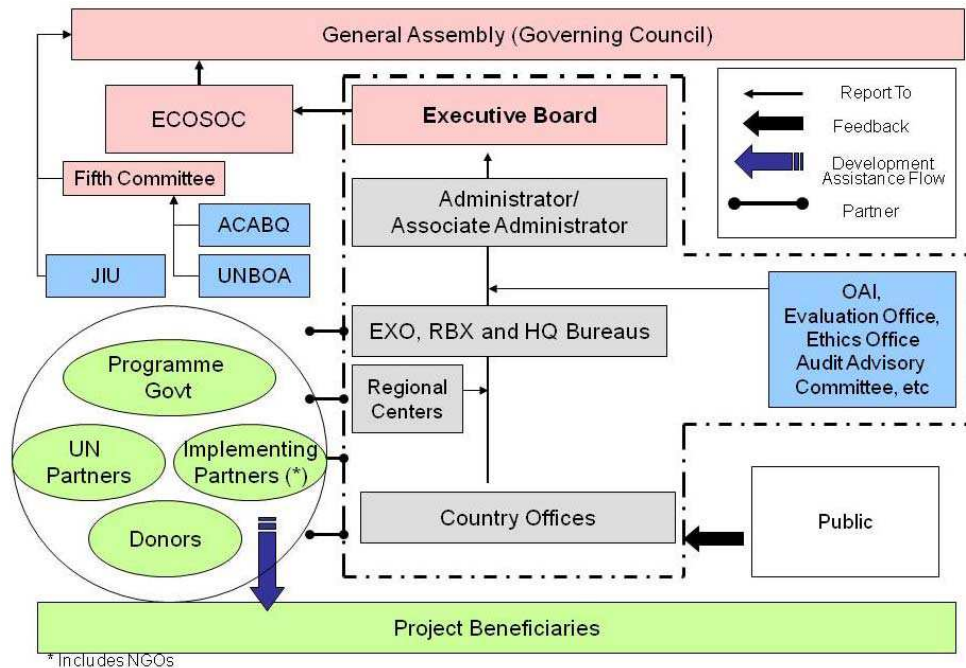 General Assembly (Governing Council)
ECOSOC
Executive Board
Report To
Feedback
Development
Assistance Flow
Partner
Fifth Committee
ACABQ
JIU
UNBOA
Administrator/
Associate Administrator
OAI,
Evaluation Office,
Ethics Office
Audit Advisory
Committee, etc
EXO, RBX and HQ Bureaus
Regional
Centers
Programme
Govt
UN
Partners
Implementing
Partners (*)
Donors
Country Offices
Public
Project Beneficiaries
* Includes NGOs